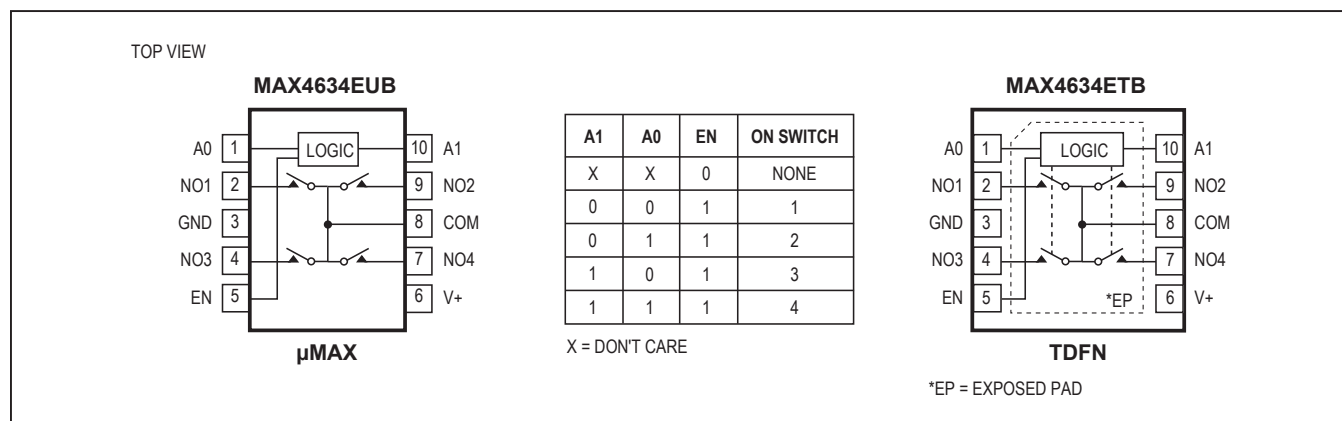 TOP VIEW
MAX4634EUB
A0 1 LOGIC 10 A1
NO1 2 9 NO2
GND 3 8 COM
NO3 4 7 NO4
EN 5 6 V+
µMAX
A1 A0 EN ON SWITCH
X X 0 NONE
0 0 1 1
0 1 1 2
1 0 1 3
1 1 1 4
X = DON'T CARE
MAX4634ETB
A0 1 LOGIC 10 A1
NO1 2 9 NO2
GND 3 8 COM
NO3 4 7 NO4
EN 5 *EP 6 V+
TDFN
*EP = EXPOSED PAD